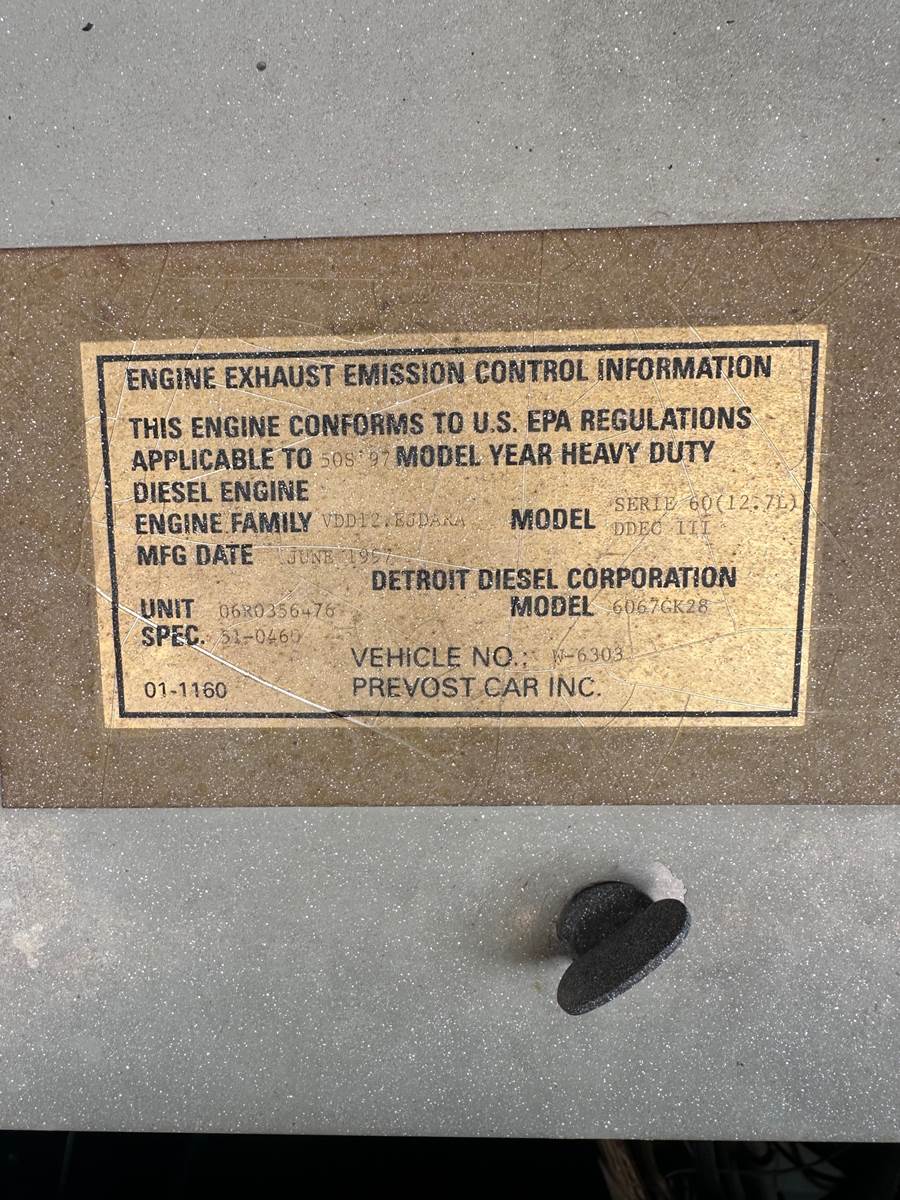 ENGINE EXHAUST EMISSION CONTROL INFORMATION
THIS ENGINE CONFORMS TO U.S. EPA REGULATIONS
APPLICABLE TO 50S'97 MODEL YEAR HEAVY DUTY
DIESEL ENGINE
ENGINE FAMILY VDD12.EJDARA MODEL SERIE 60(12.7L)
DDEC III
MFG DATE JUNE 1997
DETROIT DIESEL CORPORATION
UNIT 06R0356476 MODEL 6067GK28
SPEC. 51-0460
VEHICLE NO.: W-6303
01-1160 PREVOST CAR INC.